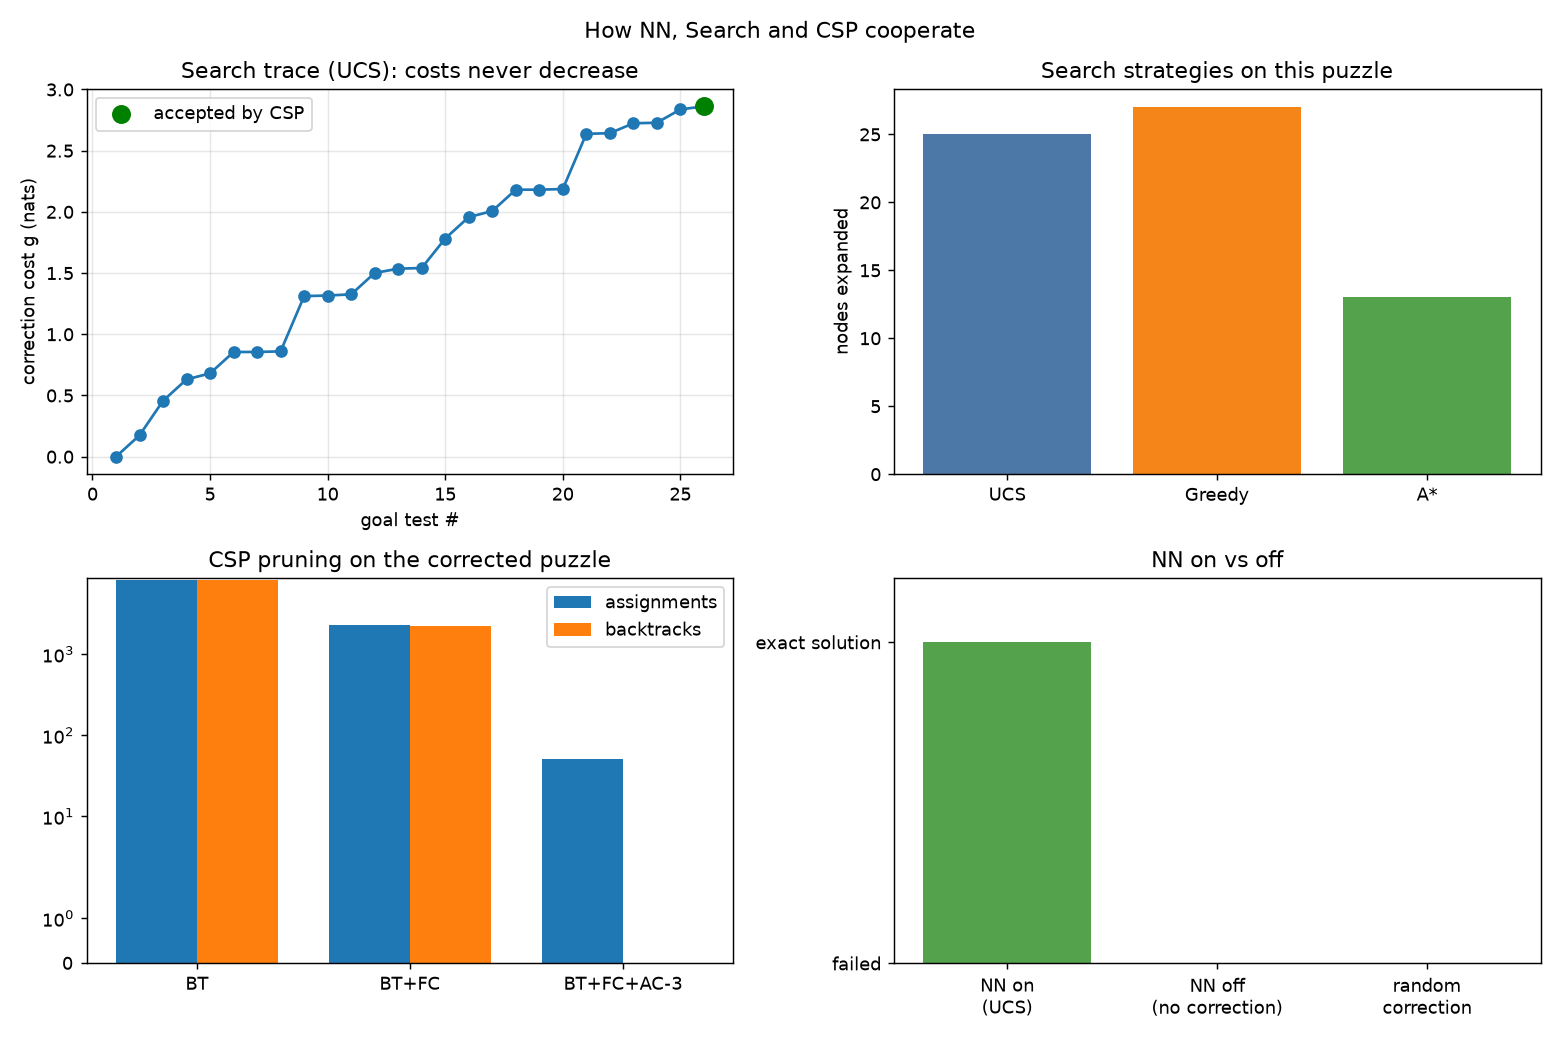 How NN, Search and CSP cooperate
Search trace (UCS): costs never decrease
correction cost g (nats)
3.0
2.5
2.0
1.5
1.0
0.5
0.0
accepted by CSP
0 5 10 15 20 25
goal test #
Search strategies on this puzzle
nodes expanded
25
20
15
10
5
0
UCS Greedy A*
CSP pruning on the corrected puzzle
10³
10²
10¹
10⁰
0
assignments
backtracks
BT BT+FC BT+FC+AC-3
NN on vs off
exact solution
failed
NN on
(UCS)
NN off
(no correction)
random
correction